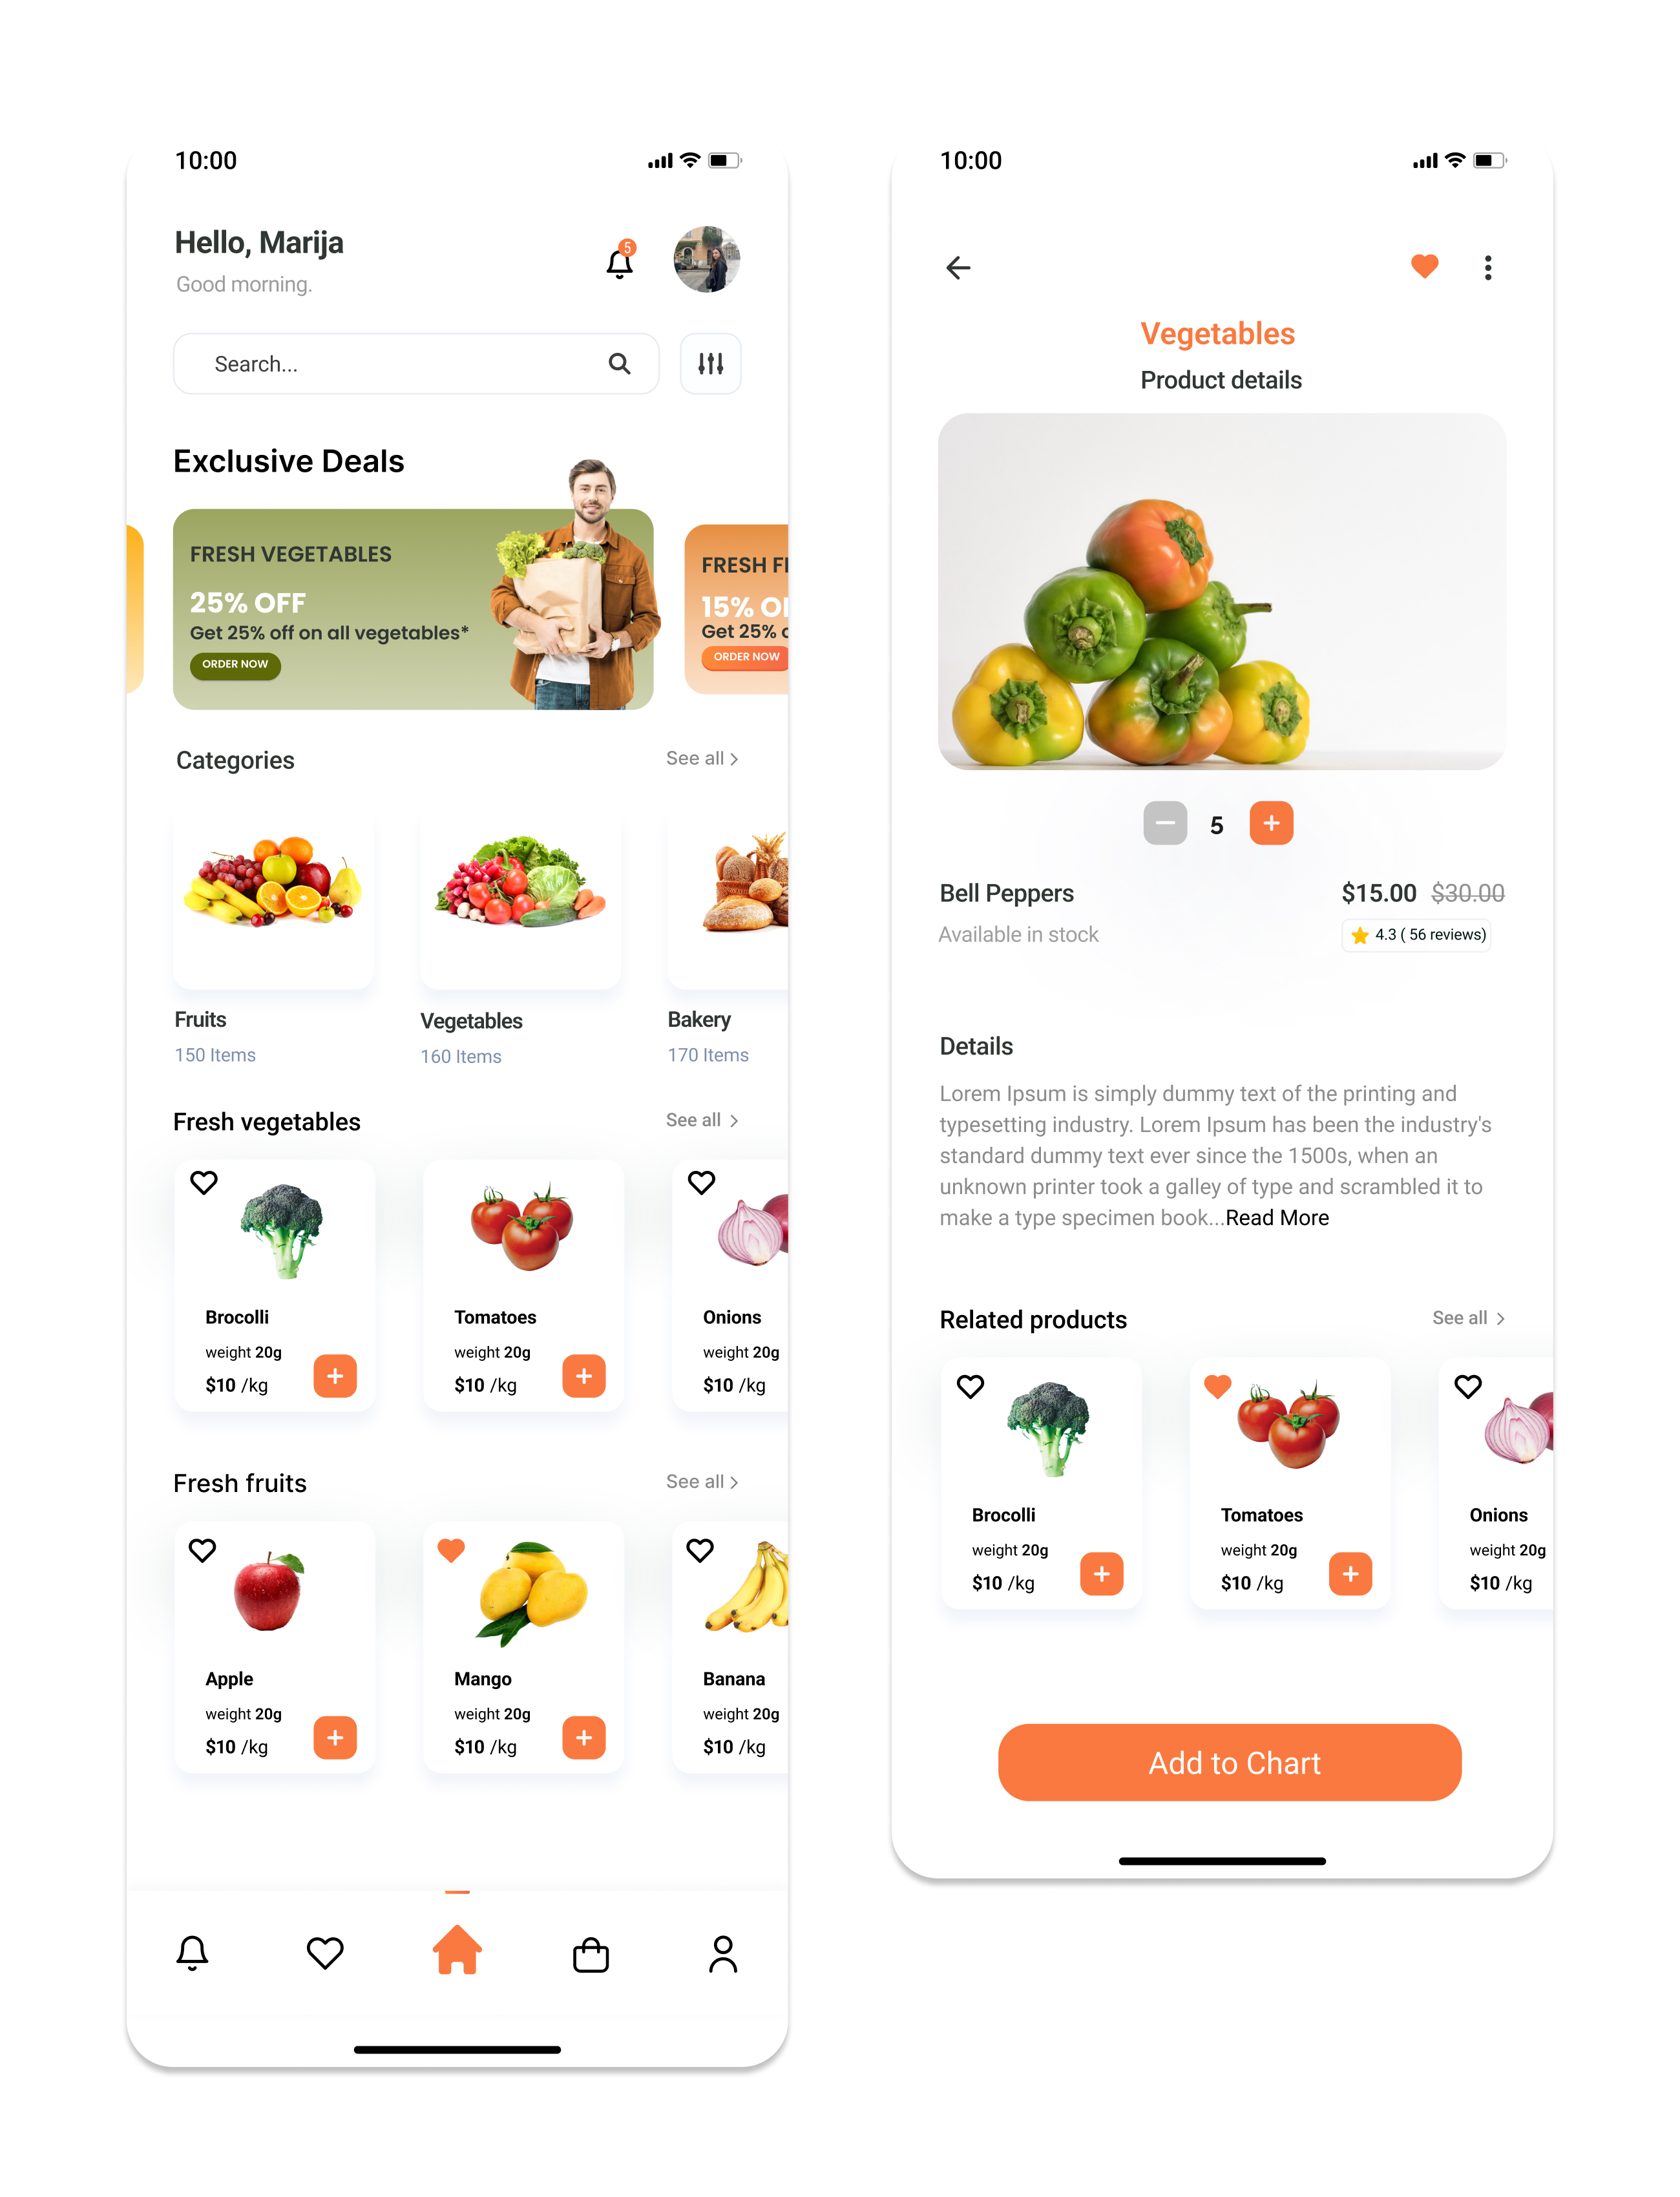 10:00
Hello, Marija
5
Good morning.
Search...
Exclusive Deals
FRESH VEGETABLES
25% OFF
Get 25% off on all vegetables*
ORDER NOW
FRESH
15%
Get 25%
ORDER NOW
Categories
See all
Fruits
150 Items
Vegetables
160 Items
Bakery
170 Items
Fresh vegetables
See all
Brocolli
weight 20g
$10 /kg
Tomatoes
weight 20g
$10 /kg
Onions
weight 20g
$10 /kg
Fresh fruits
See all
Apple
weight 20g
$10 /kg
Mango
weight 20g
$10 /kg
Banana
weight 20g
$10 /kg
10:00
Vegetables
Product details
5
Bell Peppers
$15.00 $30.00
Available in stock
4.3 ( 56 reviews)
Details
Lorem Ipsum is simply dummy text of the printing and
typesetting industry. Lorem Ipsum has been the industry's
standard dummy text ever since the 1500s, when an
unknown printer took a galley of type and scrambled it to
make a type specimen book...Read More
Related products
See all
Brocolli
weight 20g
$10 /kg
Tomatoes
weight 20g
$10 /kg
Onions
weight 20g
$10 /kg
Add to Chart